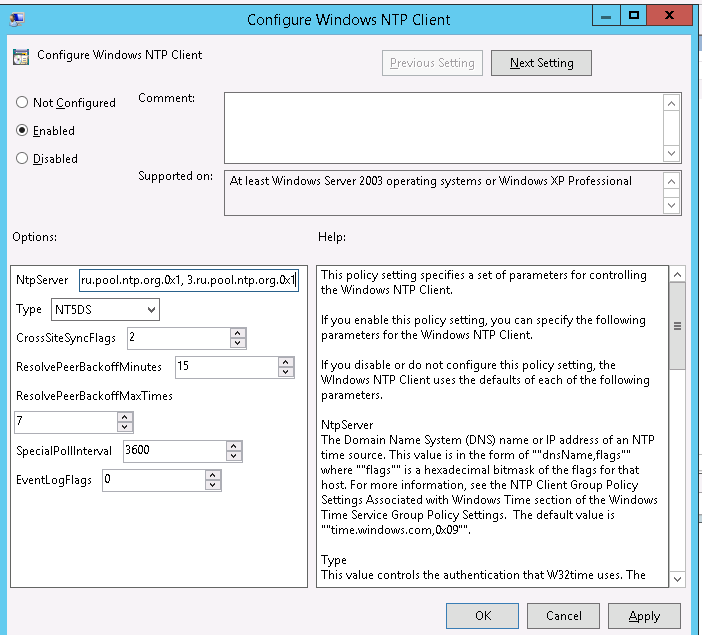 Configure Windows NTP Client
Configure Windows NTP Client
Previous Setting
Next Setting
Not Configured
Enabled
Disabled
Comment:
Supported on:
At least Windows Server 2003 operating systems or Windows XP Professional
Options:
Help:
NtpServer
ru.pool.ntp.org.0x1, 3.ru.pool.ntp.org.0x1
Type
NT5DS
CrossSiteSyncFlags
2
ResolvePeerBackoffMinutes
15
ResolvePeerBackoffMaxTimes
7
SpecialPollInterval
3600
EventLogFlags
0
This policy setting specifies a set of parameters for controlling
the Windows NTP Client.
If you enable this policy setting, you can specify the following
parameters for the Windows NTP Client.
If you disable or do not configure this policy setting, the
WIndows NTP Client uses the defaults of each of the following
parameters.
NtpServer
The Domain Name System (DNS) name or IP address of an NTP
time source. This value is in the form of ""dnsName,flags""
where ""flags"" is a hexadecimal bitmask of the flags for that
host. For more information, see the NTP Client Group Policy
Settings Associated with Windows Time section of the Windows
Time Service Group Policy Settings.  The default value is
""time.windows.com,0x09"".
Type
This value controls the authentication that W32time uses. The
OK
Cancel
Apply